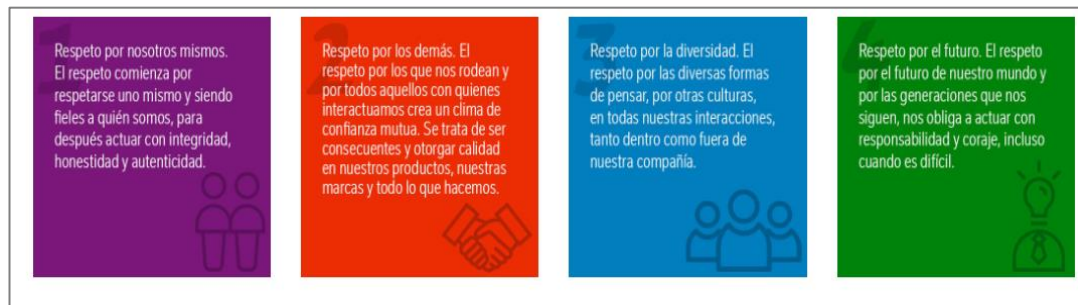 1
Respeto por nosotros mismos.
El respeto comienza por
respetarse uno mismo y siendo
fieles a quién somos, para
después actuar con integridad,
honestidad y autenticidad.
2
Respeto por los demás. El
respeto por los que nos rodean y
por todos aquellos con quienes
interactuamos crea un clima de
confianza mutua. Se trata de ser
consecuentes y otorgar calidad
en nuestros productos, nuestras
marcas y todo lo que hacemos.
3
Respeto por la diversidad. El
respeto por las diversas formas
de pensar, por otras culturas,
en todas nuestras interacciones,
tanto dentro como fuera de
nuestra compañía.
4
Respeto por el futuro. El respeto
por el futuro de nuestro mundo y
por las generaciones que nos
siguen, nos obliga a actuar con
responsabilidad y coraje, incluso
cuando es difícil.